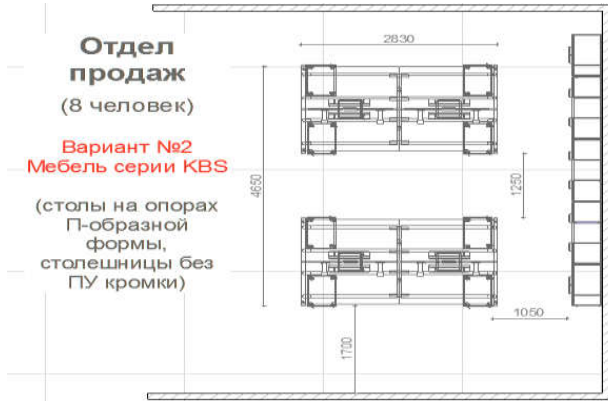 Отдел
продаж
(8 человек)
Вариант №2
Мебель серии KBS
(столы на опорах
П-образной
формы,
столешницы без
ПУ кромки)
2830
4650
1250
1050
1700